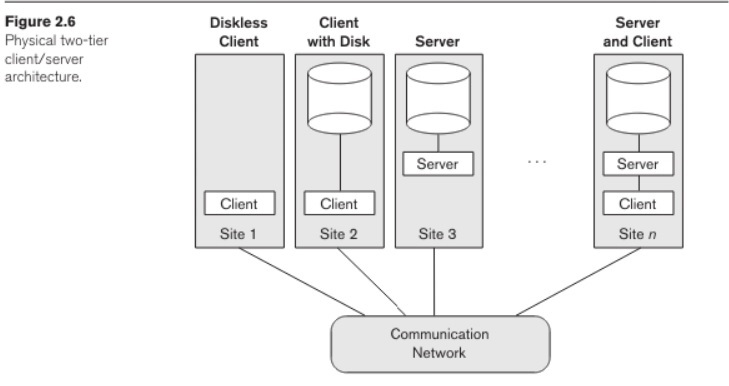 Figure 2.6
Physical two-tier
client/server
architecture.
Diskless
Client
Client
with Disk
Server
Server
and Client
Server
...
Server
Client
Client
Client
Site 1
Site 2
Site 3
Site n
Communication
Network